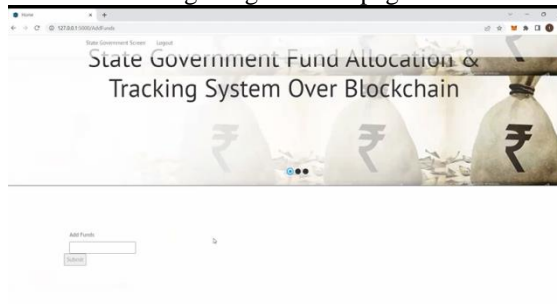 Home
127.0.0.1:5000/AddFunds
State Government Screen Logout
State Government Fund Allocation &
Tracking System Over Blockchain
₹ ₹ ₹
Add Funds
Submit